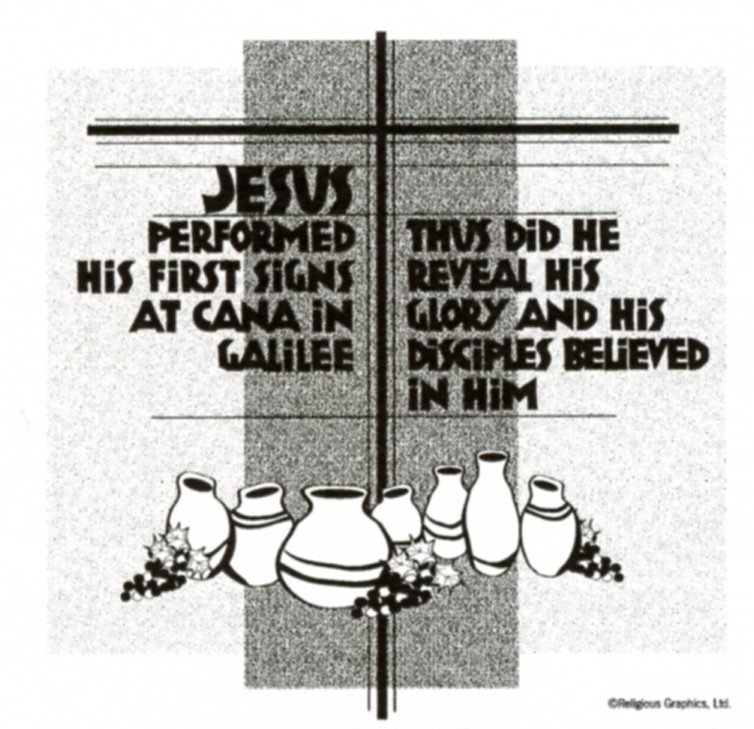 JESUS
PERFORMED
HiS FiRST SiGNS
AT CANA iN
GALiLEE
THUS DiD HE
REVEAL HiS
GLORY AND HiS
DiSCiPLES BELiEVED
iN HiM
©Religious Graphics, Ltd.